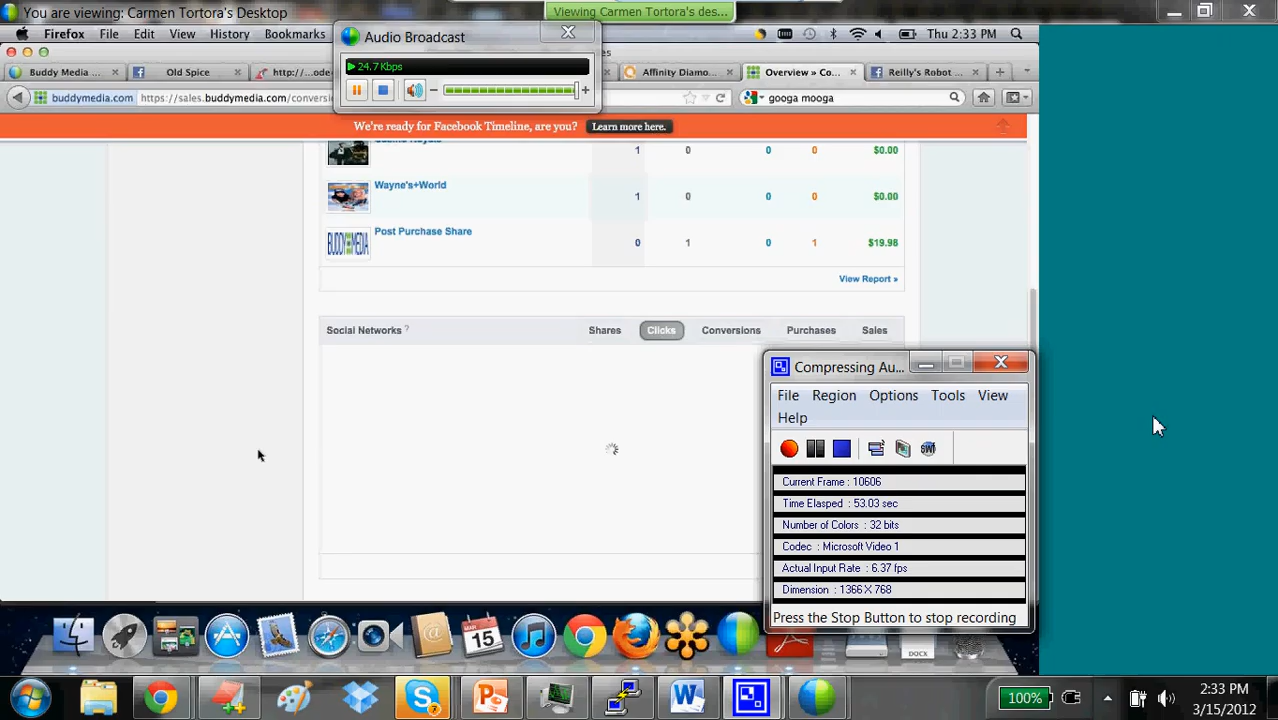 You are viewing: Carmen Tortora's Desktop
Viewing Carmen Tortora's des...
Firefox File Edit View History Bookmarks
Thu 2:33 PM
Audio Broadcast
24.7 Kbps
Buddy Media ...
Old Spice
http://...ode-
Affinity Diamo...
Overview » Co...
Reilly's Robot ...
buddymedia.com
https://sales.buddymedia.com/conversi
googa mooga
We're ready for Facebook Timeline, are you? Learn more here.
1 0 0 0 $0.00
Wayne's+World 1 0 0 0 $0.00
BUDDY MEDIA
Post Purchase Share 0 1 0 1 $19.98
View Report »
Social Networks ? Shares Clicks Conversions Purchases Sales
Compressing Au...
File Region Options Tools View
Help
Current Frame : 10606
Time Elasped : 53.03 sec
Number of Colors : 32 bits
Codec : Microsoft Video 1
Actual Input Rate : 6.37 fps
Dimension : 1366 X 768
Press the Stop Button to stop recording
MAR
15
DOCX
100%
2:33 PM
3/15/2012